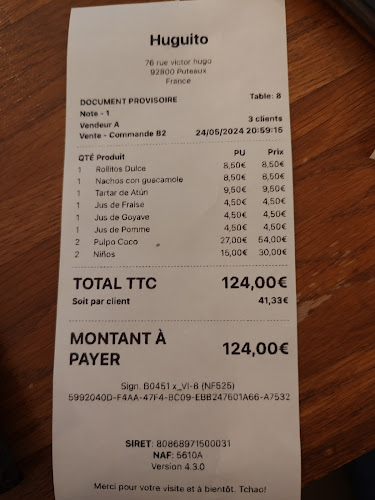 Huguito
76 rue victor hugo
92800 Puteaux
France
DOCUMENT PROVISOIRE Table: 8
Note - 1
Vendeur A 3 clients
Vente - Commande B2 24/05/2024 20:59:15
QTÉ Produit PU Prix
1 Rollitos Dulce 8,50€ 8,50€
1 Nachos con guacamole 8,50€ 8,50€
1 Tartar de Atún 9,50€ 9,50€
1 Jus de Fraise 4,50€ 4,50€
1 Jus de Goyave 4,50€ 4,50€
1 Jus de Pomme 4,50€ 4,50€
2 Pulpo Coco 27,00€ 54,00€
2 Niños 15,00€ 30,00€
TOTAL TTC 124,00€
Soit par client 41,33€
MONTANT À
PAYER 124,00€
Sign. B0451 x_VI-6 (NF525)
5992040D-F4AA-47F4-BC09-EBB247601A66-A7532
SIRET: 80868971500031
NAF: 5610A
Version 4.3.0
Merci pour votre visite et à bientôt. Tchao!